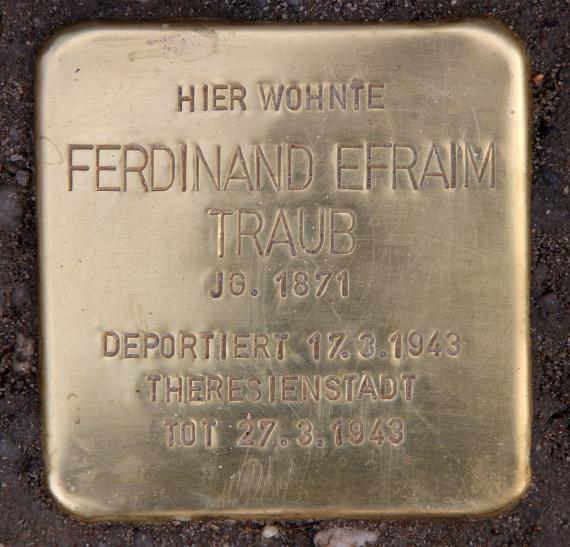 HIER WOHNTE
FERDINAND EFRAIM
TRAUB
JG. 1871
DEPORTIERT 17.3.1943
THERESIENSTADT
TOT 27.3.1943